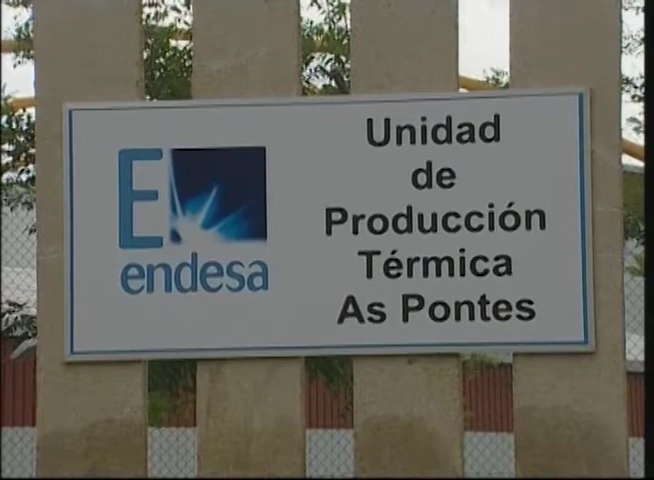 E
endesa
Unidad
de
Producción
Térmica
As Pontes